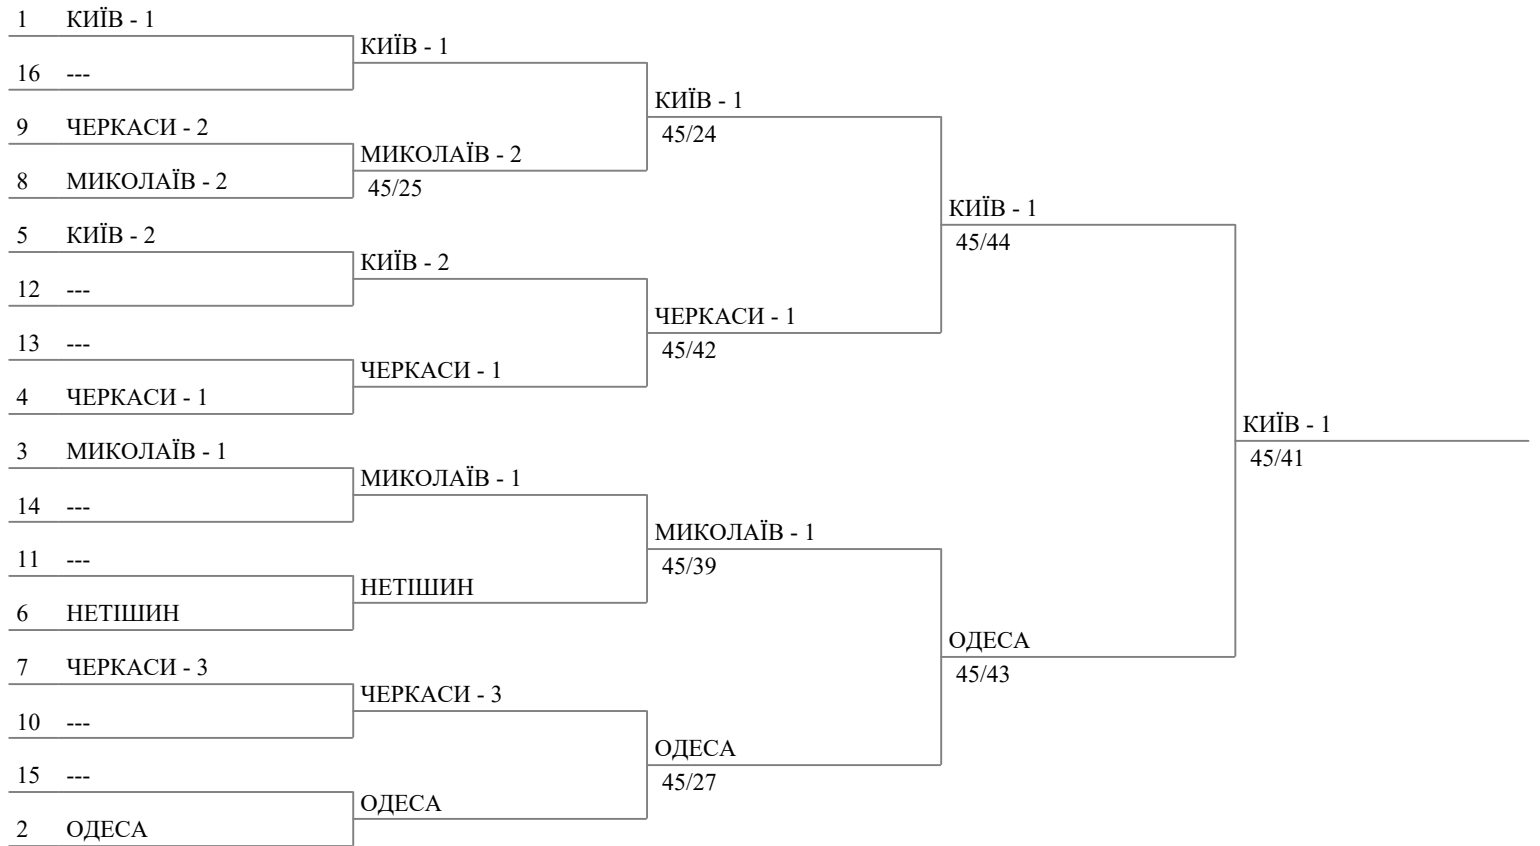 1 КИЇВ - 1
КИЇВ - 1
16 ---
КИЇВ - 1
45/24
9 ЧЕРКАСИ - 2
МИКОЛАЇВ - 2
45/25
8 МИКОЛАЇВ - 2
КИЇВ - 1
45/44
5 КИЇВ - 2
КИЇВ - 2
12 ---
ЧЕРКАСИ - 1
45/42
13 ---
ЧЕРКАСИ - 1
4 ЧЕРКАСИ - 1
КИЇВ - 1
45/41
3 МИКОЛАЇВ - 1
МИКОЛАЇВ - 1
14 ---
МИКОЛАЇВ - 1
45/39
11 ---
НЕТІШИН
6 НЕТІШИН
ОДЕСА
45/43
7 ЧЕРКАСИ - 3
ЧЕРКАСИ - 3
10 ---
ОДЕСА
45/27
15 ---
ОДЕСА
2 ОДЕСА